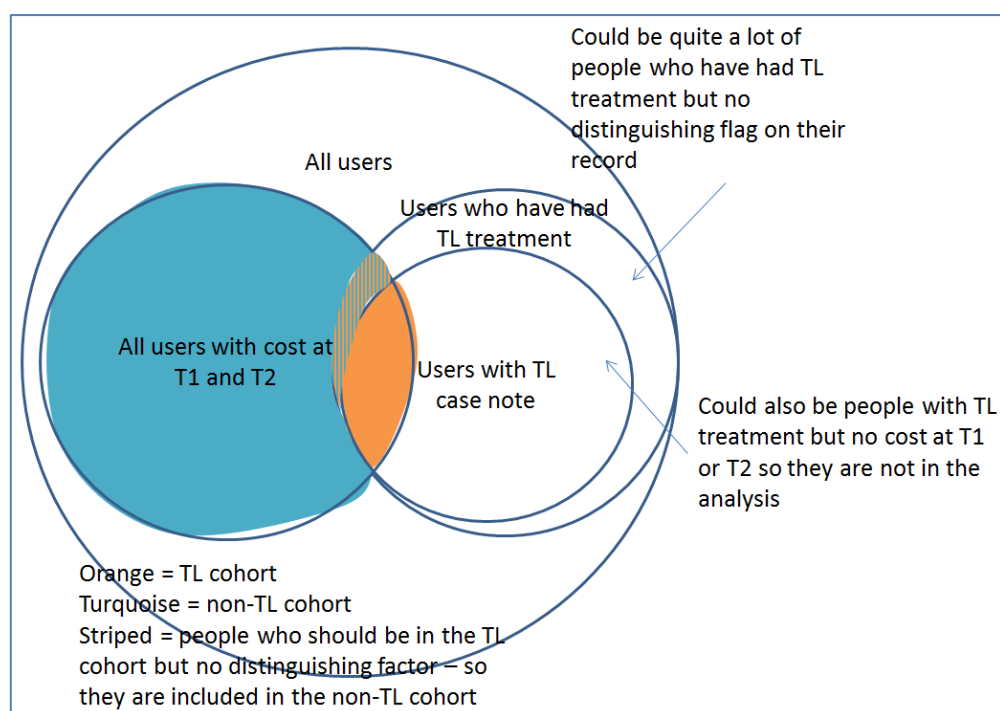 Could be quite a lot of
people who have had TL
treatment but no
distinguishing flag on their
record
All users
Users who have had
TL treatment
All users with cost at
T1 and T2
Users with TL
case note
Could also be people with TL
treatment but no cost at T1
or T2 so they are not in the
analysis
Orange = TL cohort
Turquoise = non-TL cohort
Striped = people who should be in the TL
cohort but no distinguishing factor – so
they are included in the non-TL cohort